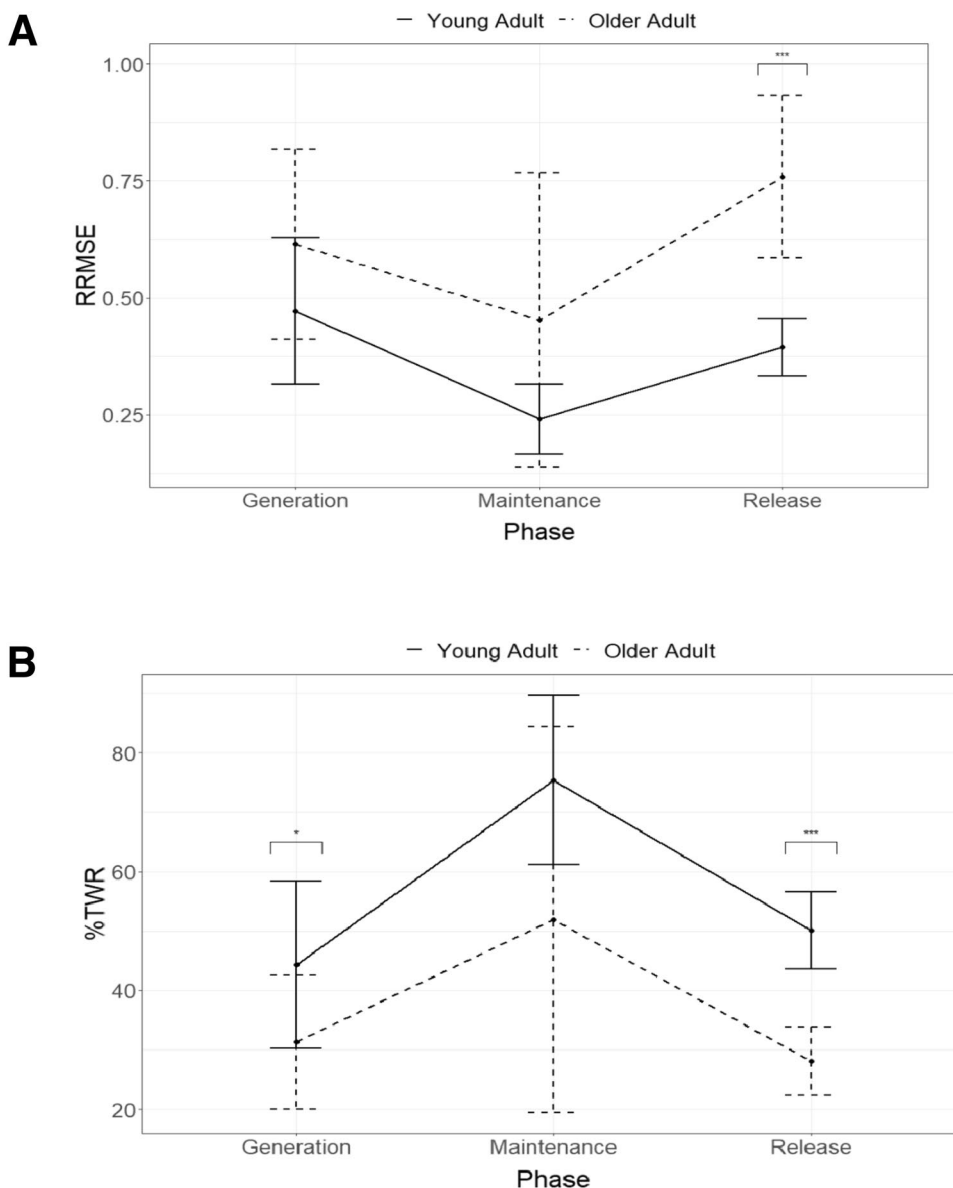 A
Young Adult Older Adult
1.00
***
0.75
RRMSE
0.50
0.25
Generation Maintenance Release
Phase
B
Young Adult Older Adult
80
* ***
60
%TWR
40
20
Generation Maintenance Release
Phase